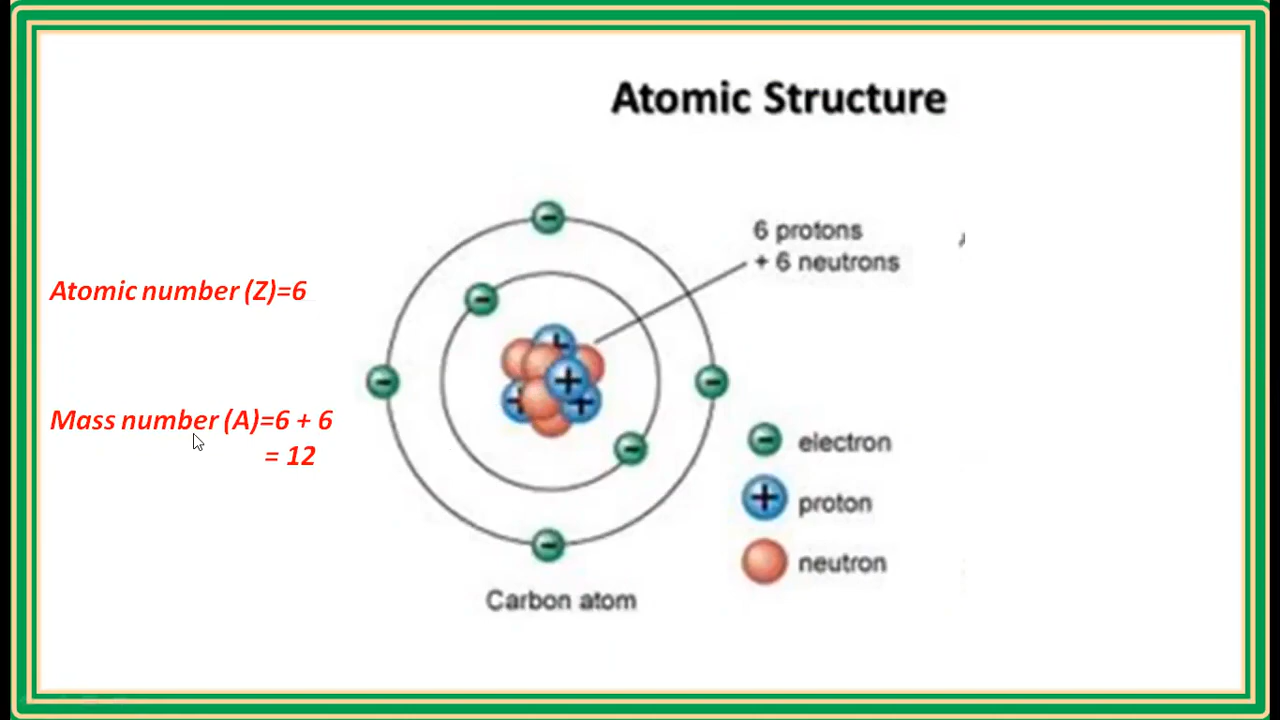 Atomic Structure
6 protons
+ 6 neutrons
Atomic number (Z)=6
Mass number (A)=6 + 6
= 12
electron
proton
neutron
Carbon atom